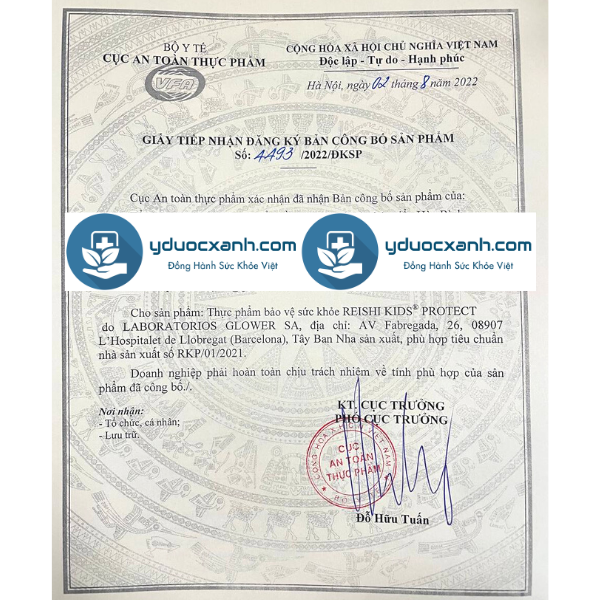 BỘ Y TẾ
CỤC AN TOÀN THỰC PHẨM
VFA
CỘNG HÒA XÃ HỘI CHỦ NGHĨA VIỆT NAM
Độc lập - Tự do - Hạnh phúc
Hà Nội, ngày 02 tháng 8 năm 2022
GIẤY TIẾP NHẬN ĐĂNG KÝ BẢN CÔNG BỐ SẢN PHẨM
Số: 4493 /2022/ĐKSP
Cục An toàn thực phẩm xác nhận đã nhận Bản công bố sản phẩm của:
yduocxanh.com yduocxanh.com
Đồng Hành Sức Khỏe Việt Đồng Hành Sức Khỏe Việt
Cho sản phẩm: Thực phẩm bảo vệ sức khỏe REISHI KIDS® PROTECT
do LABORATORIOS GLOWER SA, địa chỉ: AV Fabregada, 26, 08907
L'Hospitalet de Llobregat (Barcelona), Tây Ban Nha sản xuất, phù hợp tiêu chuẩn
nhà sản xuất số RKP/01/2021.
Doanh nghiệp phải hoàn toàn chịu trách nhiệm về tính phù hợp của sản
phẩm đã công bố./.
Nơi nhận:
- Tổ chức, cá nhân;
- Lưu trữ.
KT. CỤC TRƯỞNG
PHÓ CỤC TRƯỞNG
CỘNG HÒA XÃ HỘI CHỦ NGHĨA VIỆT NAM
CỤC
AN TOÀN
THỰC PHẨM
Đỗ Hữu Tuấn